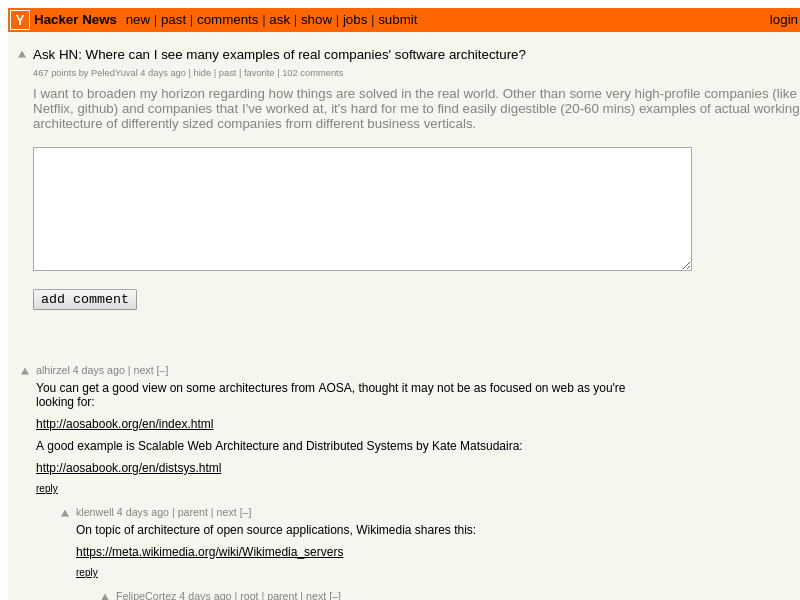 Y Hacker News new | past | comments | ask | show | jobs | submit login
Ask HN: Where can I see many examples of real companies' software architecture?
467 points by PeledYuval 4 days ago | hide | past | favorite | 102 comments
I want to broaden my horizon regarding how things are solved in the real world. Other than some very high-profile companies (like
Netflix, github) and companies that I've worked at, it's hard for me to find easily digestible (20-60 mins) examples of actual working
architecture of differently sized companies from different business verticals.
add comment
alhirzel 4 days ago | next [–]
You can get a good view on some architectures from AOSA, thought it may not be as focused on web as you're
looking for:
http://aosabook.org/en/index.html
A good example is Scalable Web Architecture and Distributed Systems by Kate Matsudaira:
http://aosabook.org/en/distsys.html
reply
klenwell 4 days ago | parent | next [–]
On topic of architecture of open source applications, Wikimedia shares this:
https://meta.wikimedia.org/wiki/Wikimedia_servers
reply
FelipeCortez 4 days ago | root | parent | next [–]